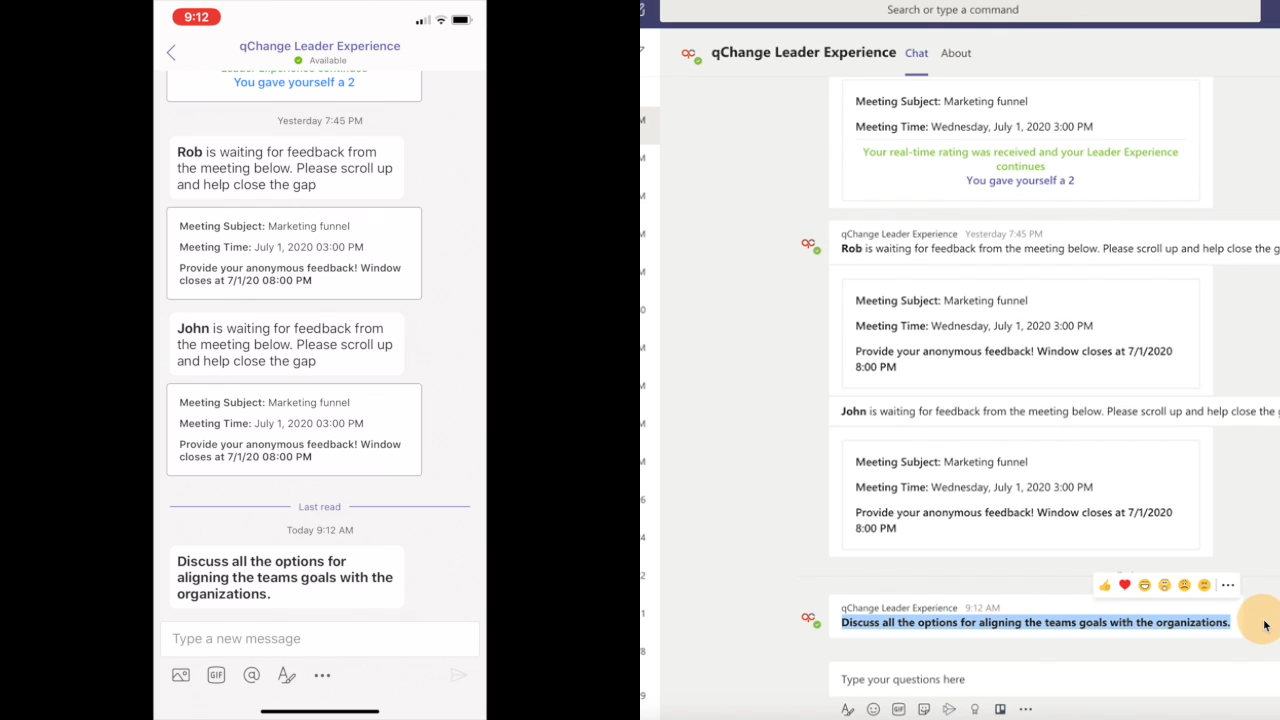 9:12
qChange Leader Experience
Available
You gave yourself a 2
Yesterday 7:45 PM
Rob is waiting for feedback from
the meeting below. Please scroll up
and help close the gap
Meeting Subject: Marketing funnel
Meeting Time: July 1, 2020 03:00 PM
Provide your anonymous feedback! Window
closes at 7/1/20 08:00 PM
John is waiting for feedback from
the meeting below. Please scroll up
and help close the gap
Meeting Subject: Marketing funnel
Meeting Time: July 1, 2020 03:00 PM
Provide your anonymous feedback! Window
closes at 7/1/20 08:00 PM
Last read
Today 9:12 AM
Discuss all the options for
aligning the teams goals with the
organizations.
Type a new message
GIF
Search or type a command
qChange Leader Experience Chat About
Meeting Subject: Marketing funnel
Meeting Time: Wednesday, July 1, 2020 3:00 PM
Your real-time rating was received and your Leader Experience
continues
You gave yourself a 2
qChange Leader Experience Yesterday 7:45 PM
Rob is waiting for feedback from the meeting below. Please scroll up and help close the g
Meeting Subject: Marketing funnel
Meeting Time: Wednesday, July 1, 2020 3:00 PM
Provide your anonymous feedback! Window closes at 7/1/2020
8:00 PM
John is waiting for feedback from the meeting below. Please scroll up and help close the
Meeting Subject: Marketing funnel
Meeting Time: Wednesday, July 1, 2020 3:00 PM
Provide your anonymous feedback! Window closes at 7/1/2020
8:00 PM
qChange Leader Experience 9:12 AM
Discuss all the options for aligning the teams goals with the organizations.
Type your questions here
GIF